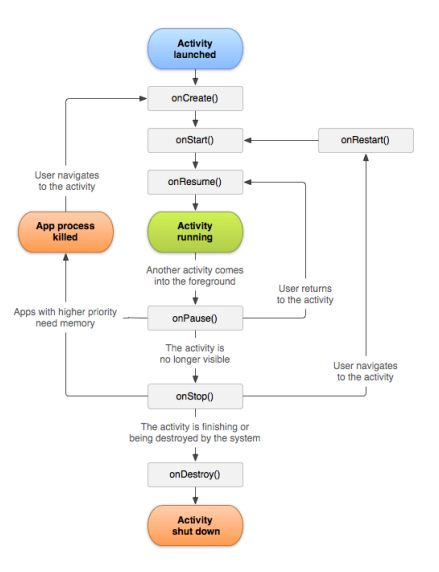 Activity
launched
onCreate()
onStart()
onRestart()
User navigates
to the activity
onResume()
App process
killed
Activity
running
Another activity comes
into the foreground
User returns
to the activity
Apps with higher priority
need memory
onPause()
The activity is
no longer visible
User navigates
to the activity
onStop()
The activity is finishing or
being destroyed by the system
onDestroy()
Activity
shut down